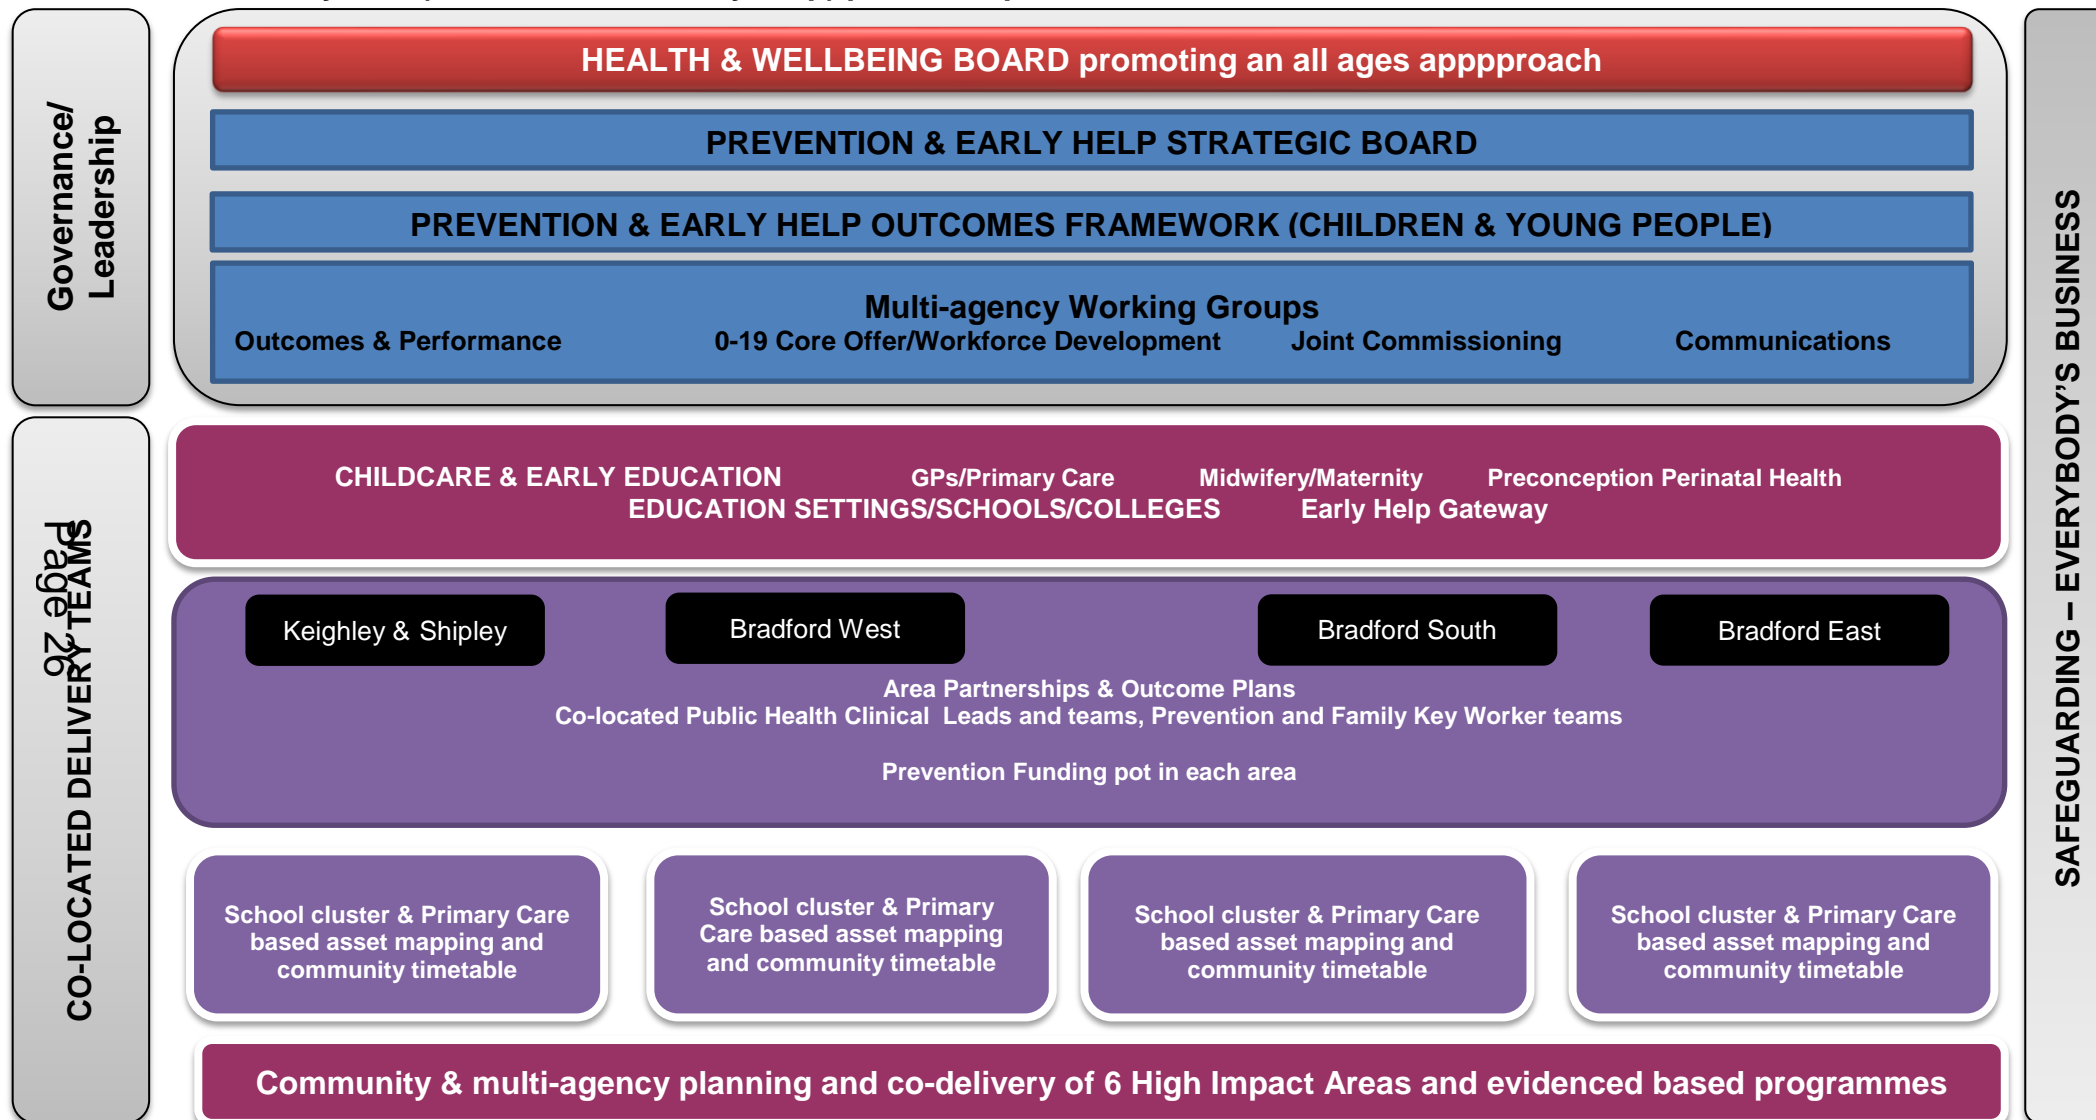 Governance/
Leadership
HEALTH & WELLBEING BOARD promoting an all ages apppproach
PREVENTION & EARLY HELP STRATEGIC BOARD
PREVENTION & EARLY HELP OUTCOMES FRAMEWORK (CHILDREN & YOUNG PEOPLE)
Multi-agency Working Groups
Outcomes & Performance 0-19 Core Offer/Workforce Development Joint Commissioning Communications
SAFEGUARDING – EVERYBODY'S BUSINESS
CO-LOCATED DELIVERY TEAMS
Page 26
CHILDCARE & EARLY EDUCATION GPs/Primary Care Midwifery/Maternity Preconception Perinatal Health
EDUCATION SETTINGS/SCHOOLS/COLLEGES Early Help Gateway
Keighley & Shipley Bradford West Bradford South Bradford East
Area Partnerships & Outcome Plans
Co-located Public Health Clinical Leads and teams, Prevention and Family Key Worker teams
Prevention Funding pot in each area
School cluster & Primary Care
based asset mapping and
community timetable
School cluster & Primary
Care based asset mapping
and community timetable
School cluster & Primary Care
based asset mapping and
community timetable
School cluster & Primary Care
based asset mapping and
community timetable
Community & multi-agency planning and co-delivery of 6 High Impact Areas and evidenced based programmes